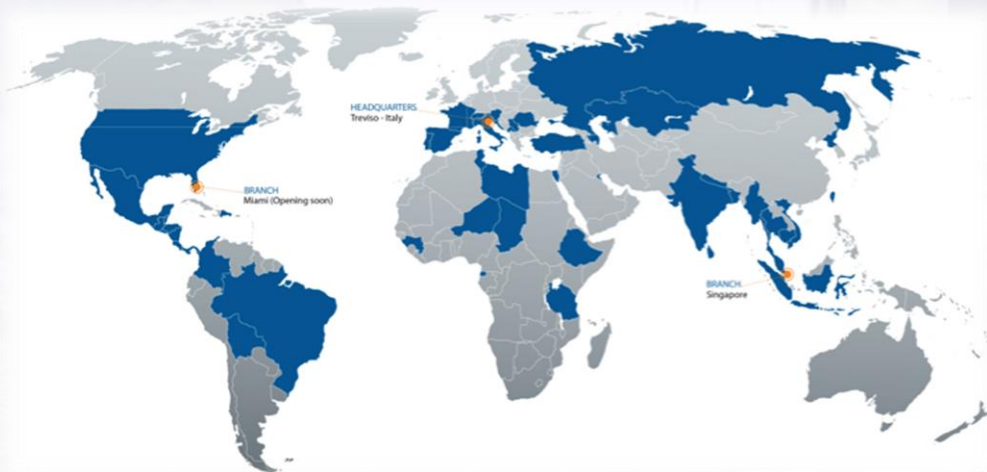 HEADQUARTERS
Treviso - Italy
BRANCH
Miami (Opening soon)
BRANCH
Singapore